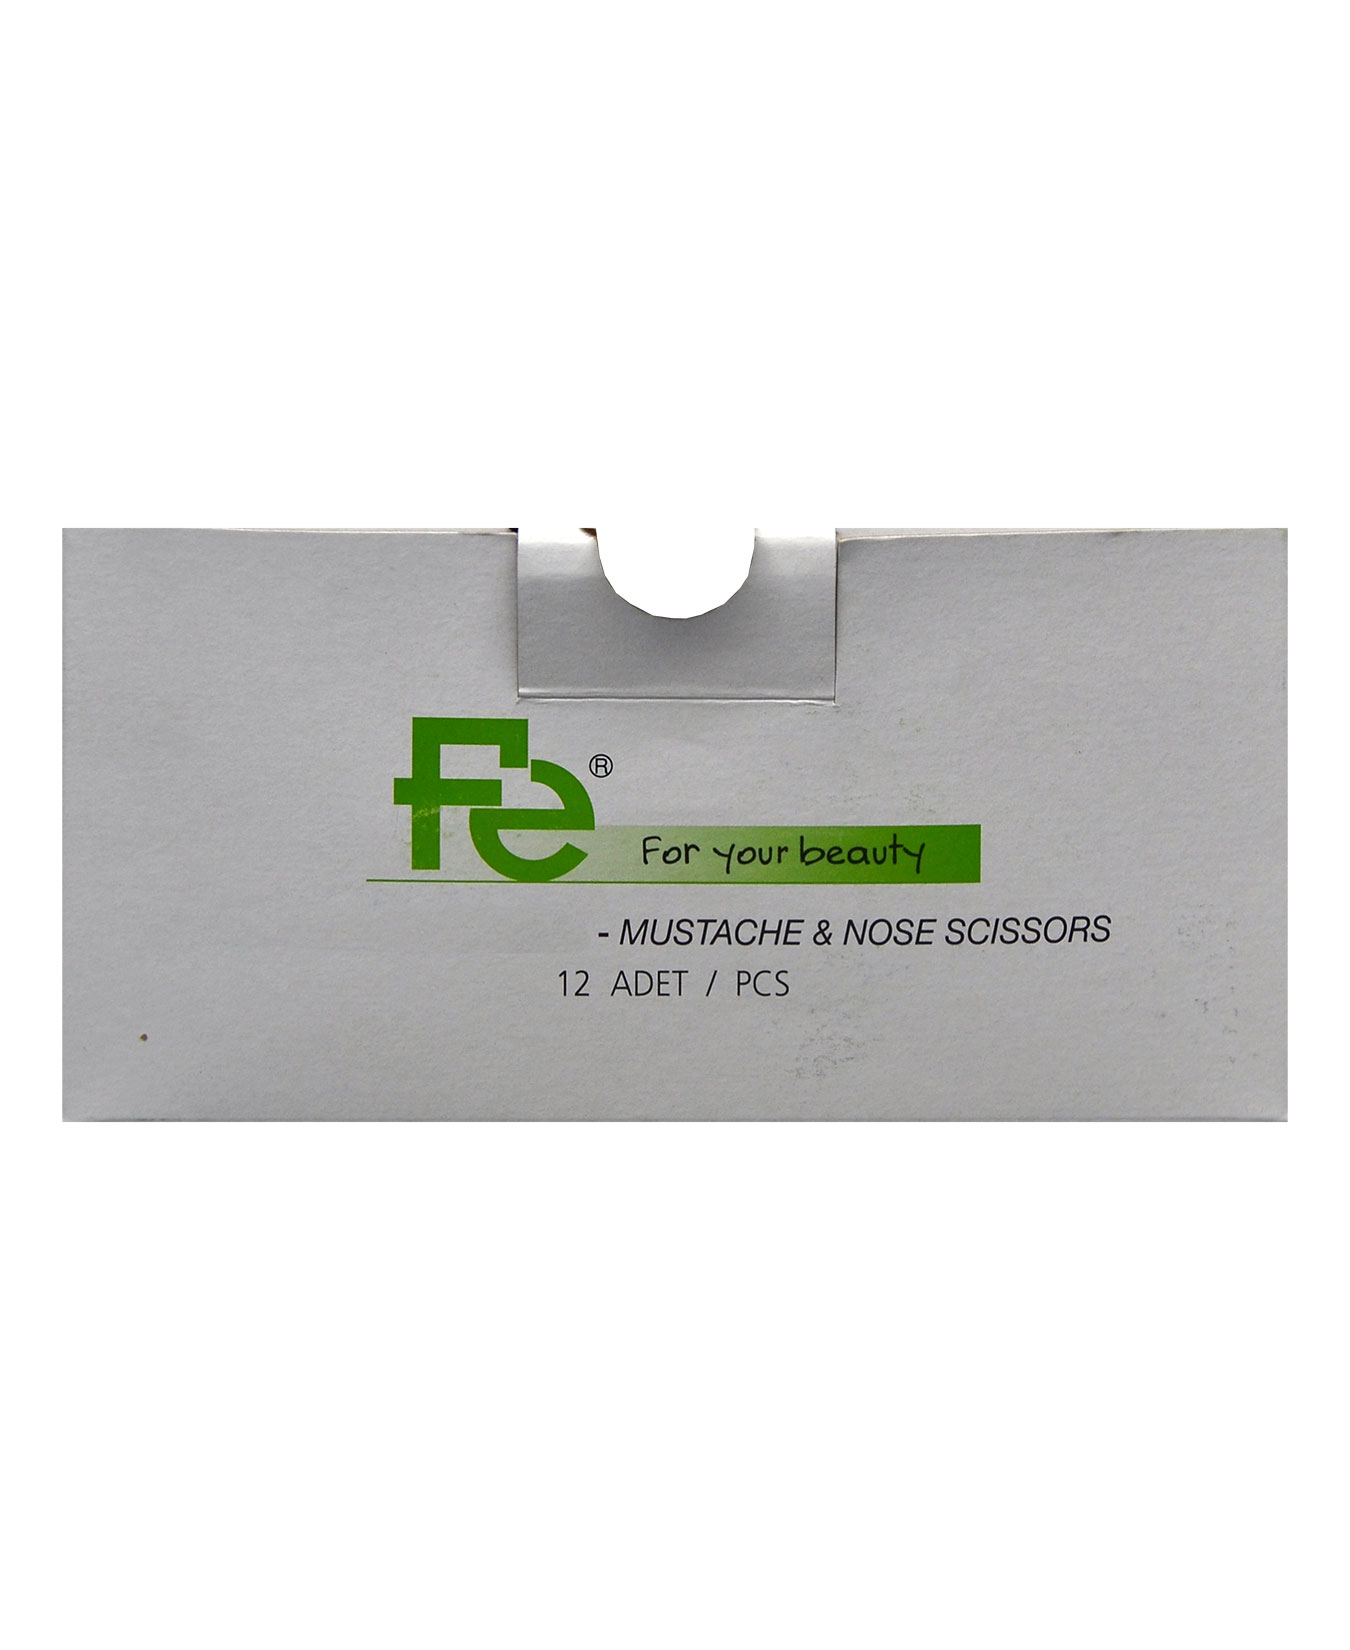 Fe®
For your beauty
- MUSTACHE & NOSE SCISSORS
12 ADET / PCS